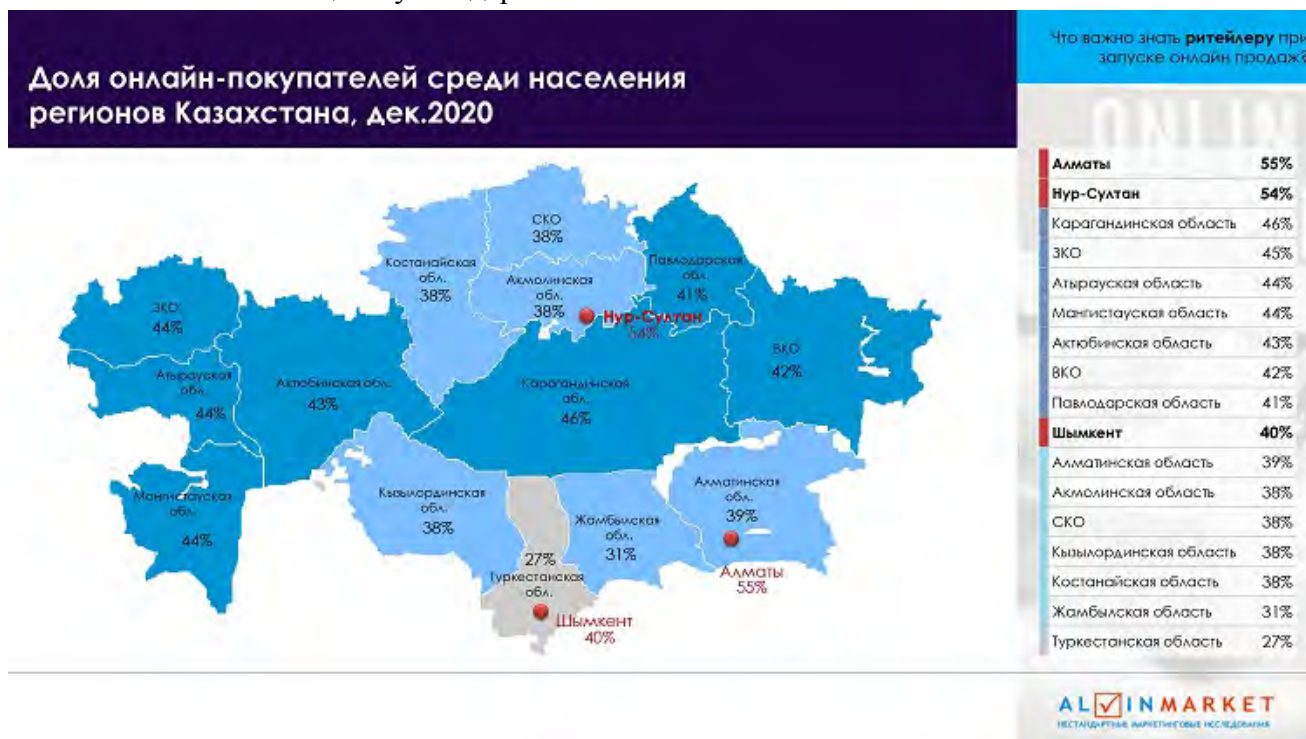 Доля онлайн-покупателей среди населения
регионов Казахстана, дек.2020
Что важно знать ритейлеру при
запуске онлайн продаж?
СКО
38%
Костанайская
обл.
38%
Акмолинская
обл.
38%
Павлодарская
обл.
41%
Нур-Султан
54%
ЗКО
44%
Атырауская
обл.
44%
Актюбинская обл.
43%
Карагандинская
обл.
46%
ВКО
42%
Мангистауская
обл.
44%
Кызылординская
обл.
38%
27%
Туркестанская
обл.
Жамбылская
обл.
31%
Алматинская
обл.
39%
Алматы
55%
Шымкент
40%
Алматы 55%
Нур-Султан 54%
Карагандинская область 46%
ЗКО 45%
Атырауская область 44%
Мангистауская область 44%
Актюбинская область 43%
ВКО 42%
Павлодарская область 41%
Шымкент 40%
Алматинская область 39%
Акмолинская область 38%
СКО 38%
Кызылординская область 38%
Костанайская область 38%
Жамбылская область 31%
Туркестанская область 27%
ALVINMARKET
НЕСТАНДАРТНЫЕ МАРКЕТИНГОВЫЕ ИССЛЕДОВАНИЯ